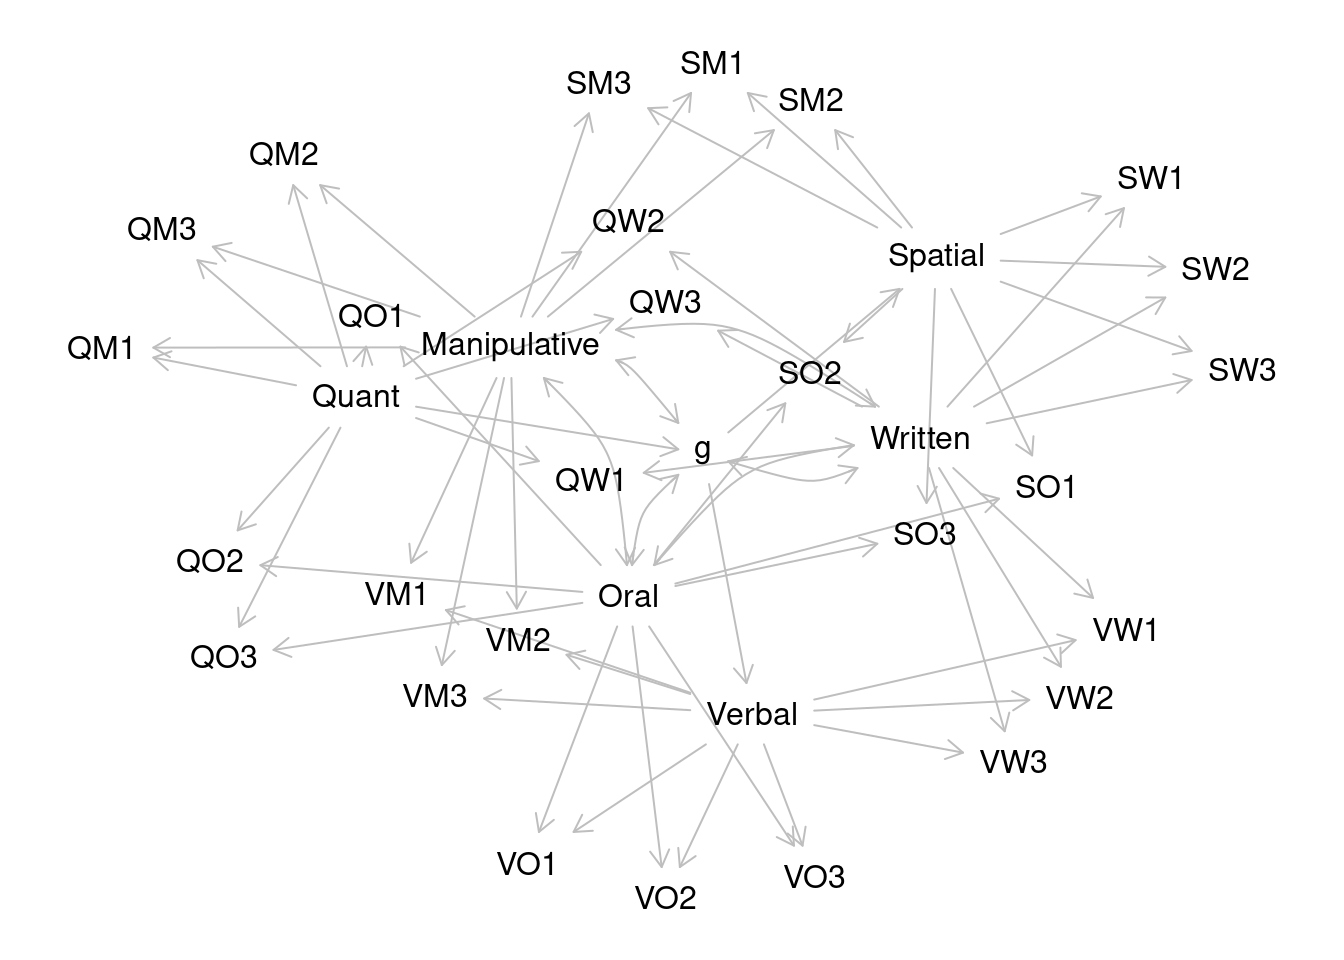 SM1
SM3
SM2
QM2
SW1
QW2
QM3
Spatial
SW2
QW3
QO1
Manipulative
QM1
SO2
SW3
Quant
Written
g
QW1
SO1
SO3
QO2
VM1
Oral
VW1
VM2
QO3
VM3
VW2
Verbal
VW3
VO1
VO3
VO2